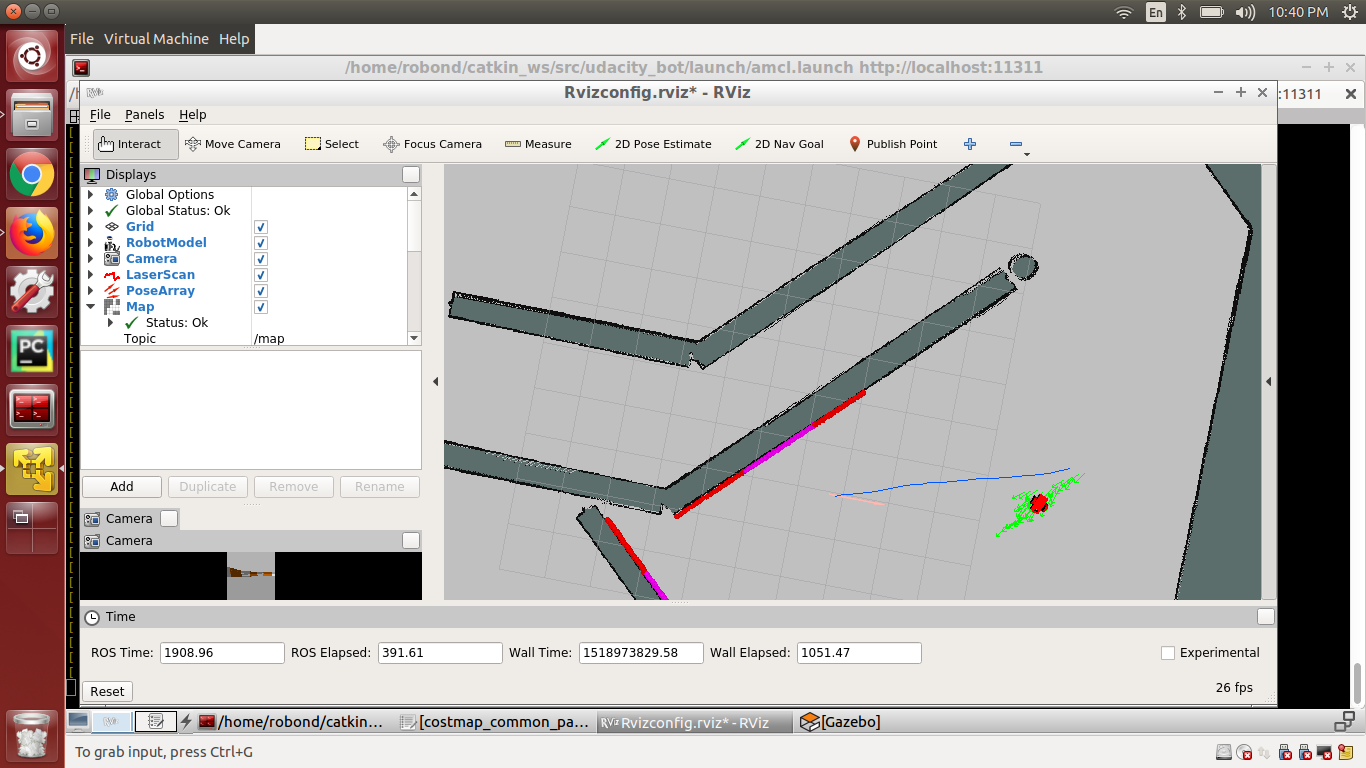 En
10:40 PM
File Virtual Machine Help
/home/robond/catkin_ws/src/udacity_bot/launch/amcl.launch http://localhost:11311
:11311
Rvizconfig.rviz* - RViz
File Panels Help
Interact Move Camera Select Focus Camera Measure 2D Pose Estimate 2D Nav Goal Publish Point
Displays
Global Options
Global Status: Ok
Grid
RobotModel
Camera
LaserScan
PoseArray
Map
Status: Ok
Topic /map
Add Duplicate Remove Rename
Camera
Camera
Time
ROS Time: 1908.96 ROS Elapsed: 391.61 Wall Time: 1518973829.58 Wall Elapsed: 1051.47 Experimental
Reset
26 fps
/home/robond/catkin... [costmap_common_pa... Rvizconfig.rviz* - RViz [Gazebo]
To grab input, press Ctrl+G